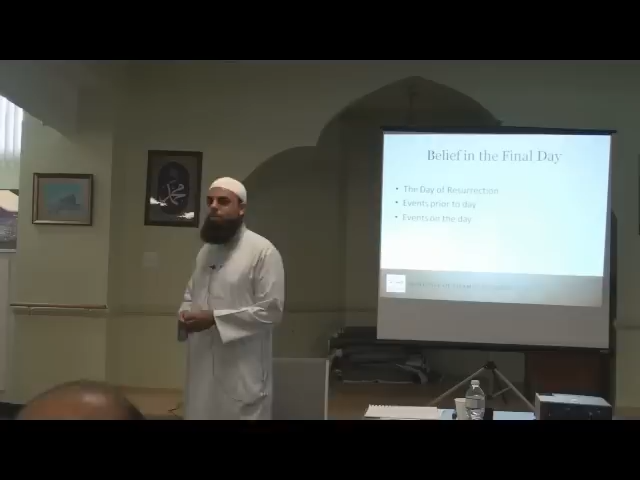 Belief in the Final Day
• The Day of Resurrection
• Events prior to day
• Events on the day